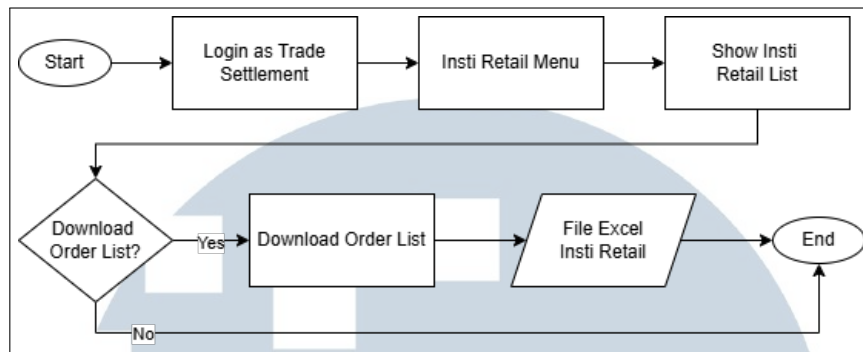 Start
Login as Trade
Settlement
Insti Retail Menu
Show Insti
Retail List
Download
Order List?
Yes
Download Order List
File Excel
Insti Retail
End
No